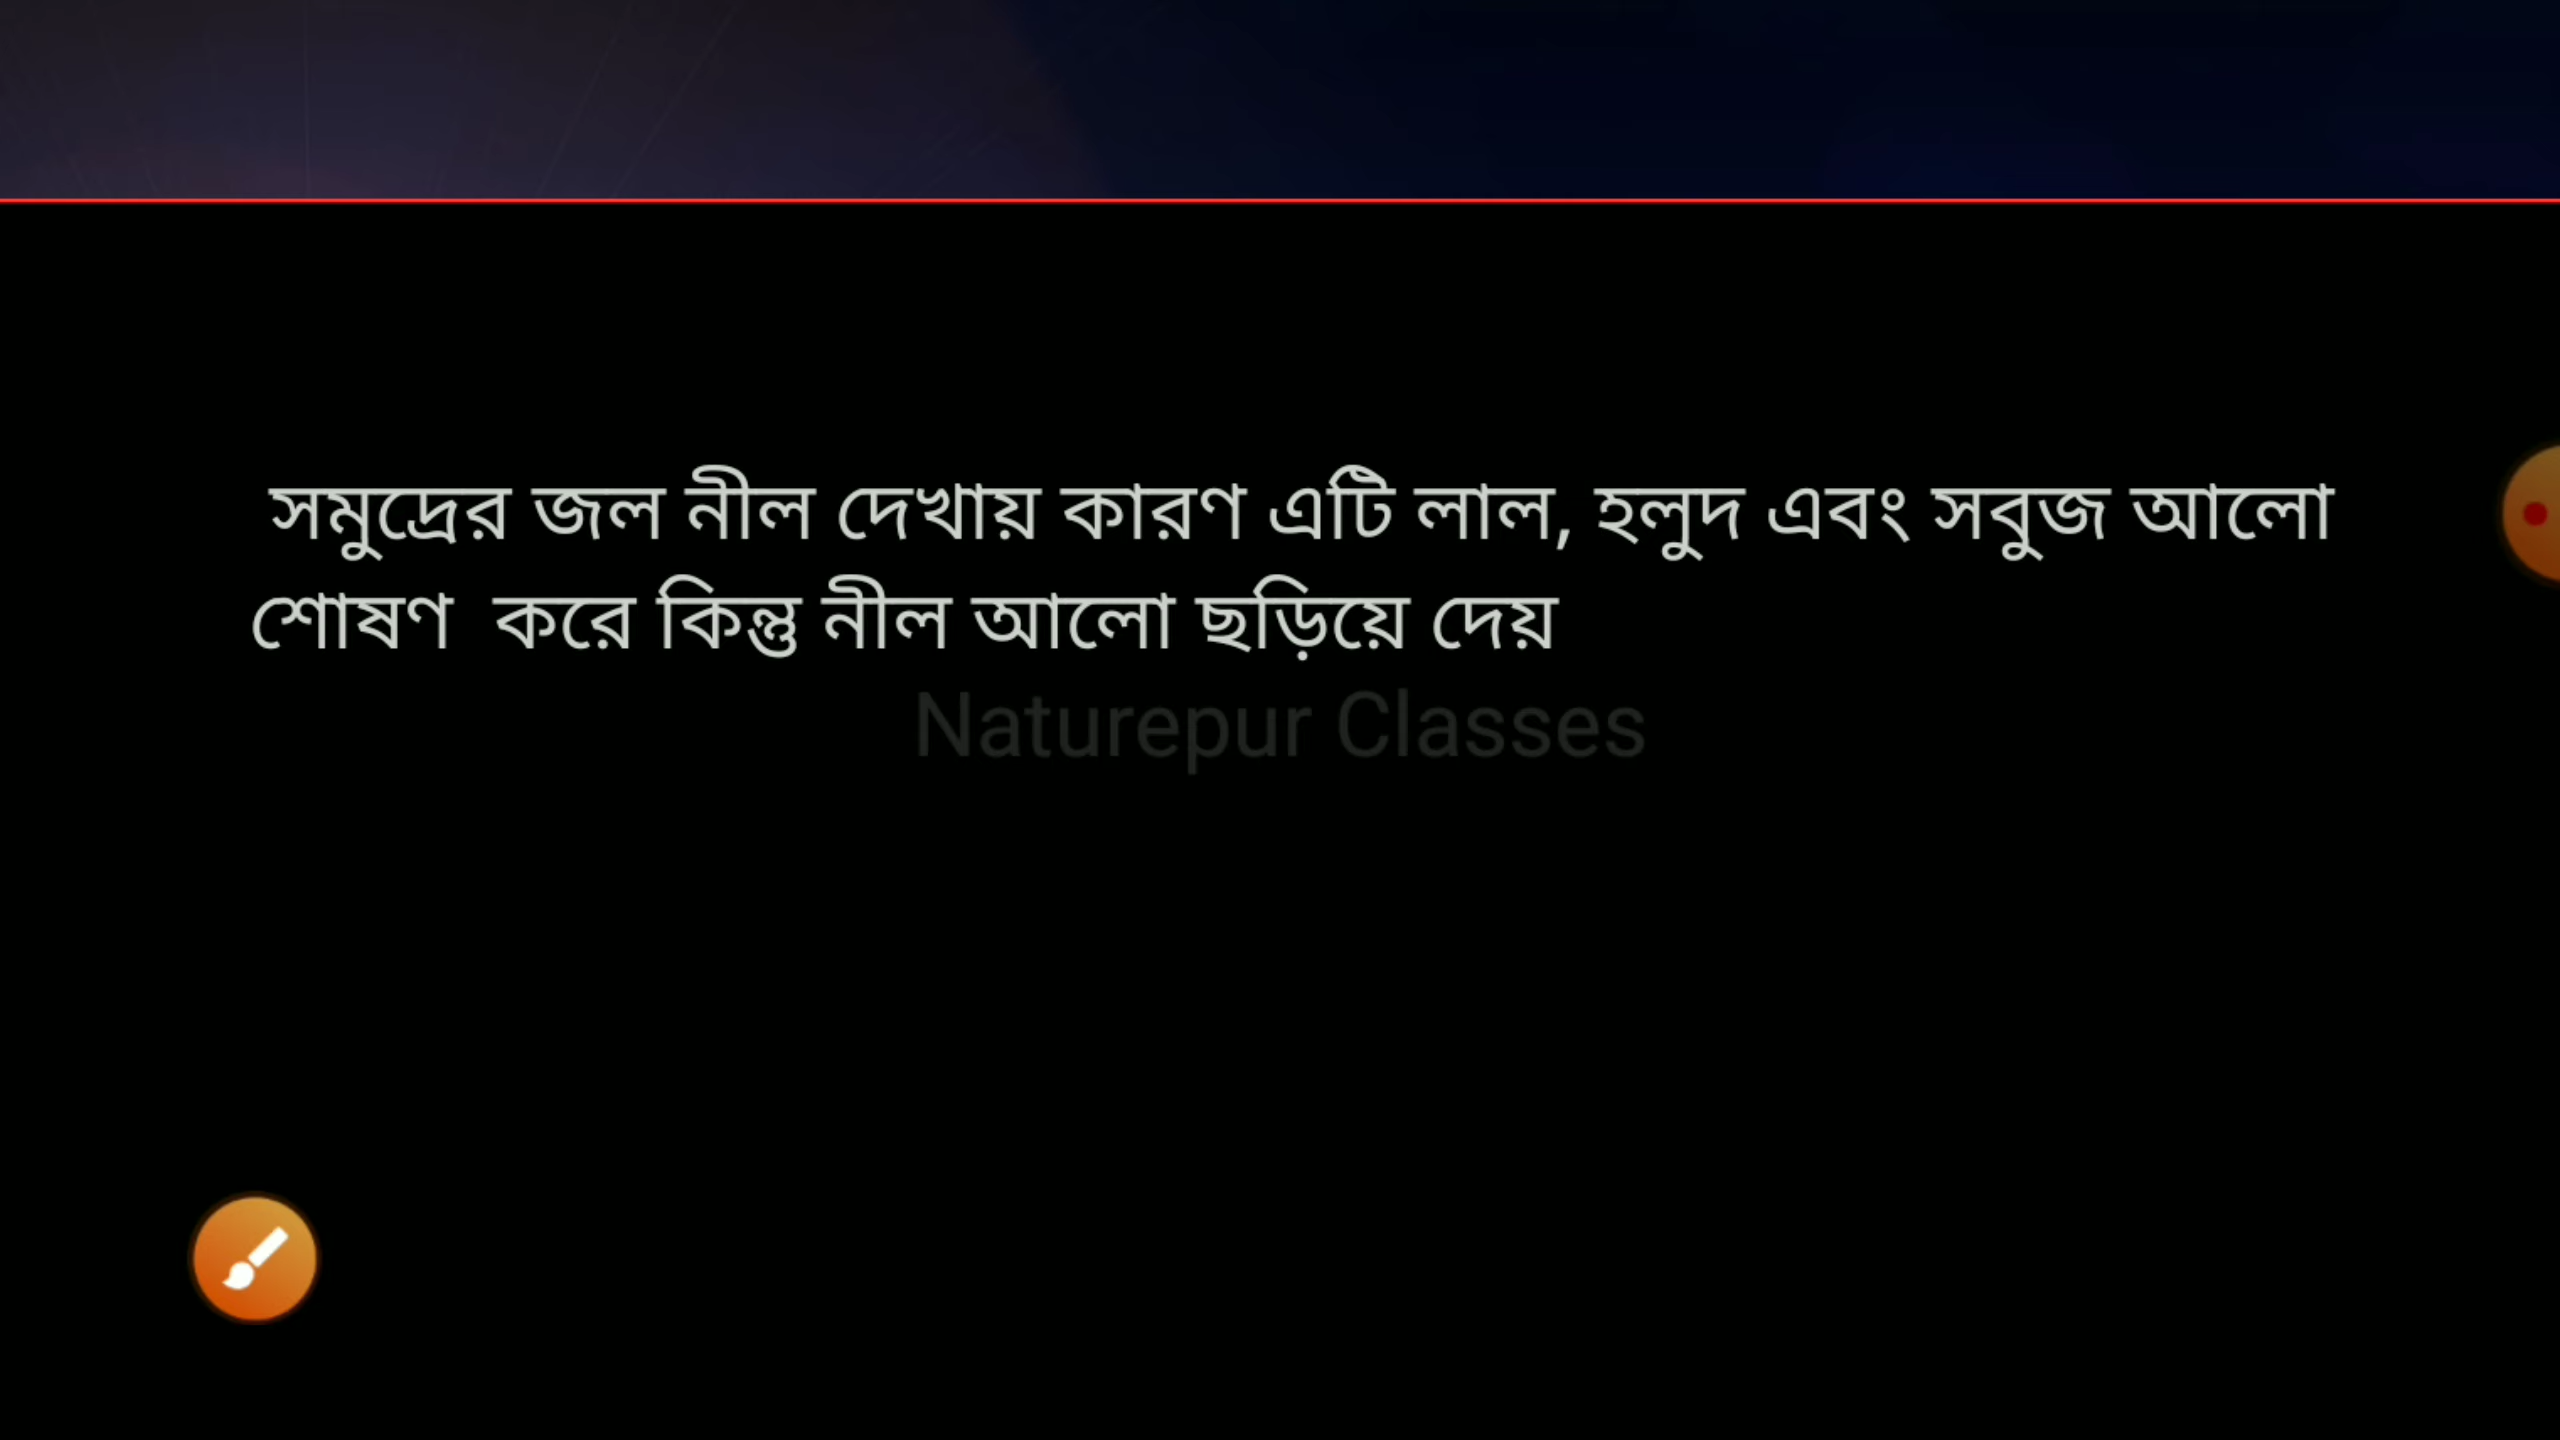 সমুদ্রের জল নীল দেখায় কারণ এটি লাল, হলুদ এবং সবুজ আলো
শোষণ করে কিন্তু নীল আলো ছড়িয়ে দেয়
Naturepur Classes